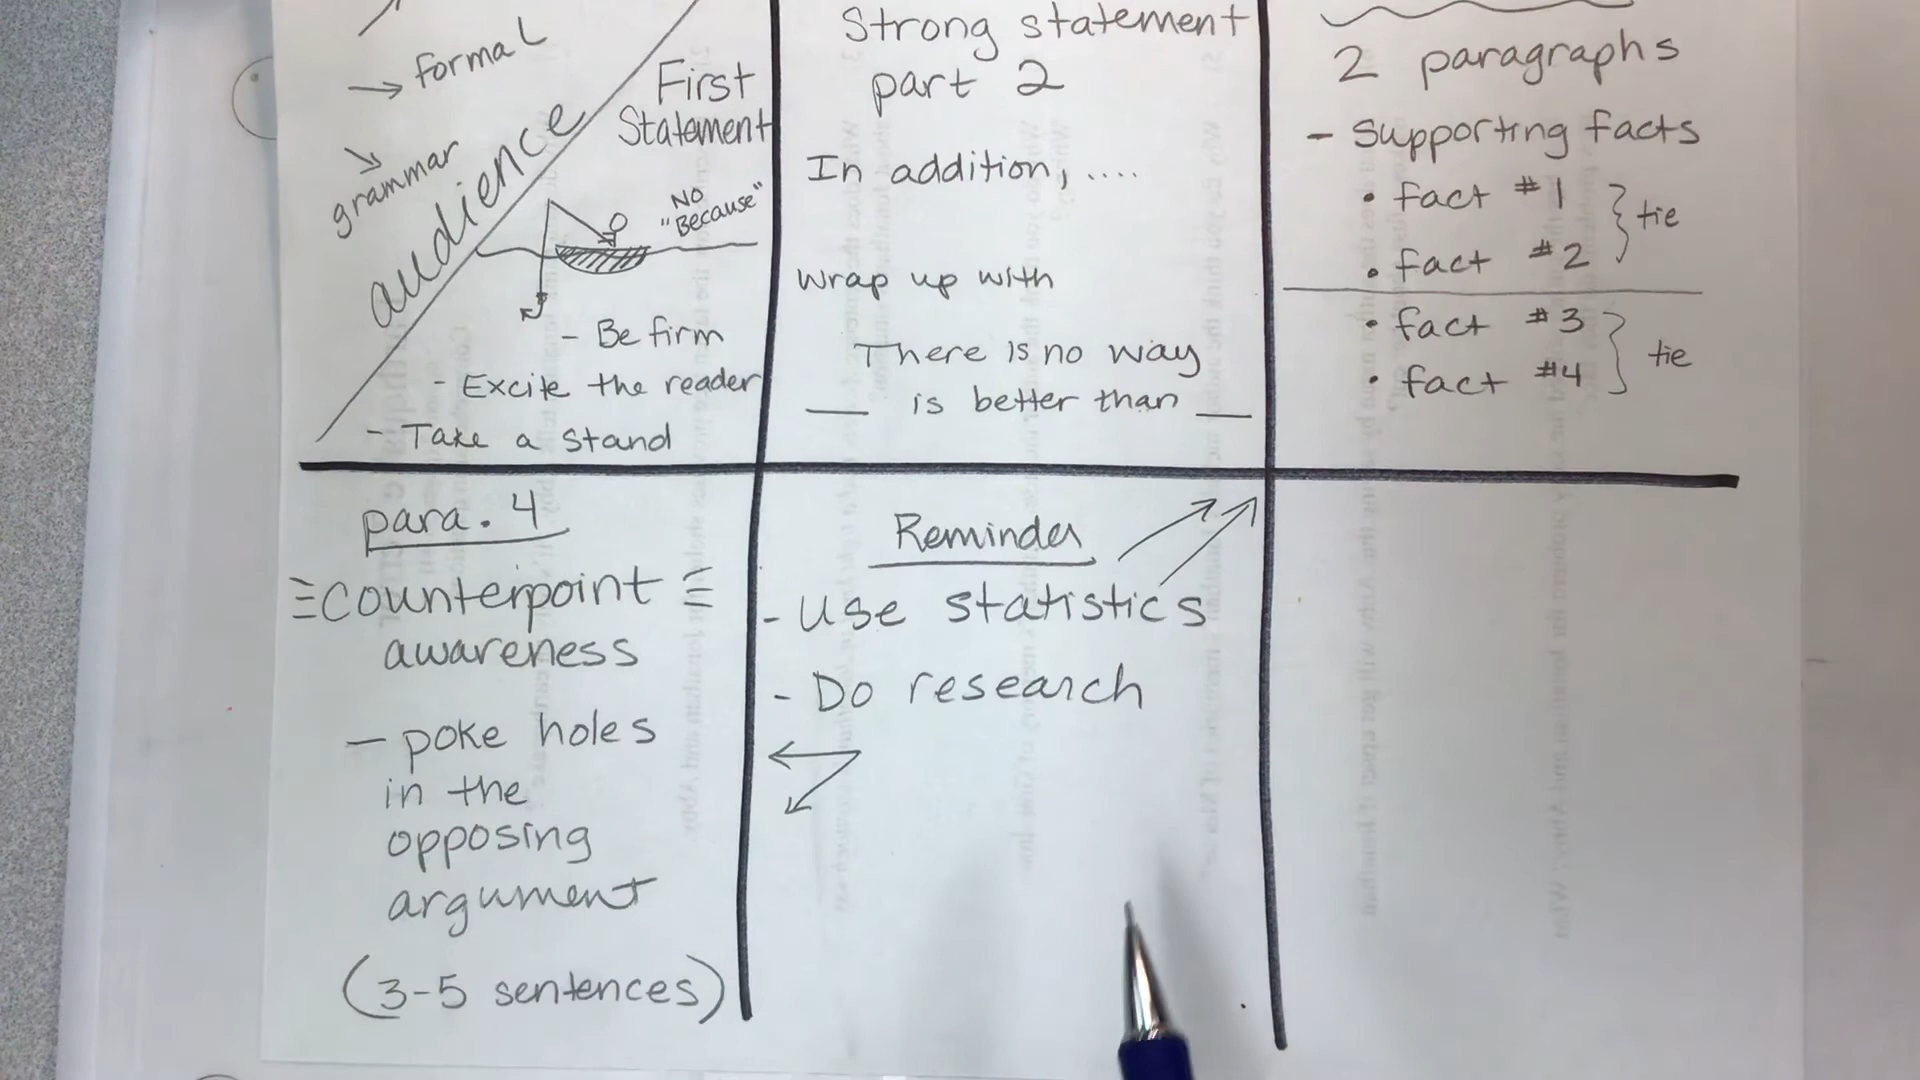 → formal
→ grammar
audience
First
Statement
NO
"Because"
- Be firm
- Excite the reader
- Take a stand
Strong statement
part 2
In addition, ....
Wrap up with
There is no way
__ is better than __
2 paragraphs
- Supporting facts
• fact #1
• fact #2
} tie
• fact #3
• fact #4
} tie
para. 4
Counterpoint
awareness
- poke holes
in the
opposing
argument
(3-5 sentences)
Reminder
- Use statistics
- Do research